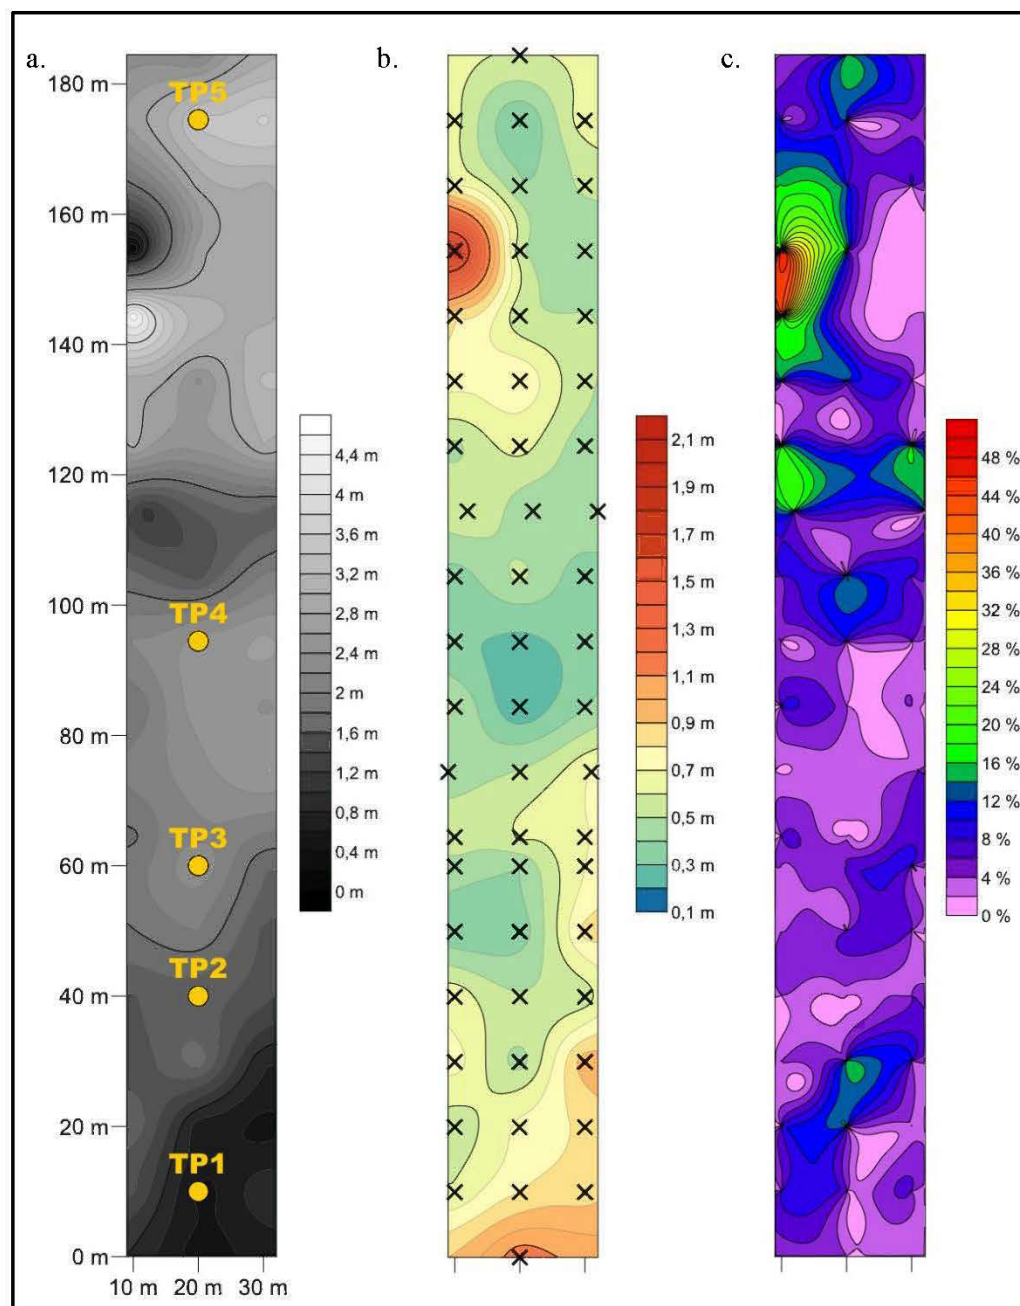 a.
b.
c.
180 m
160 m
140 m
120 m
100 m
80 m
60 m
40 m
20 m
0 m
10 m 20 m 30 m
TP5
TP4
TP3
TP2
TP1
4,4 m
4 m
3,6 m
3,2 m
2,8 m
2,4 m
2 m
1,6 m
1,2 m
0,8 m
0,4 m
0 m
2,1 m
1,9 m
1,7 m
1,5 m
1,3 m
1,1 m
0,9 m
0,7 m
0,5 m
0,3 m
0,1 m
48 %
44 %
40 %
36 %
32 %
28 %
24 %
20 %
16 %
12 %
8 %
4 %
0 %